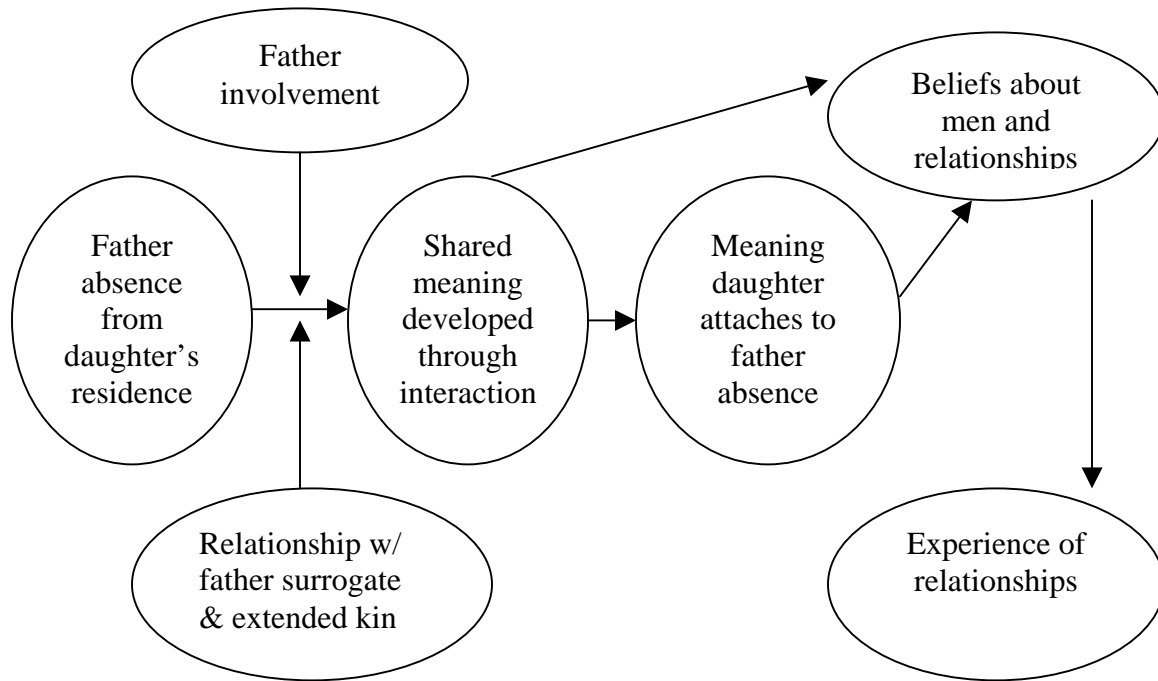 Father
involvement
Beliefs about
men and
relationships
Father
absence
from
daughter’s
residence
Shared
meaning
developed
through
interaction
Meaning
daughter
attaches to
father
absence
Relationship w/
father surrogate
& extended kin
Experience of
relationships